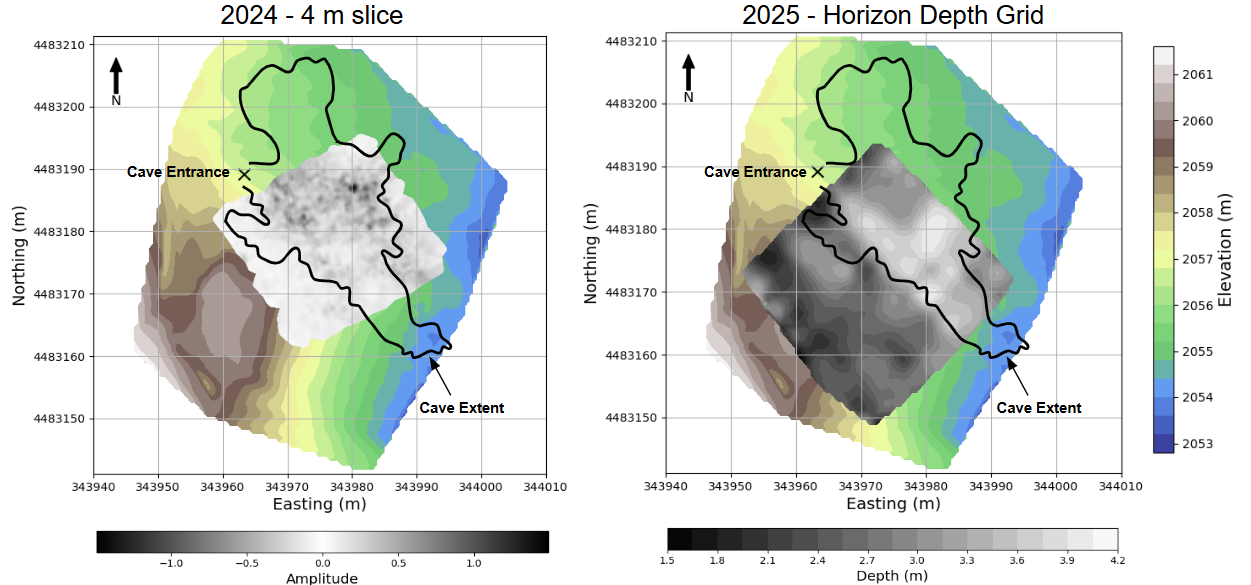 2024 - 4 m slice
4483210
4483200
4483190
4483180
4483170
4483160
4483150
Northing (m)
N
Cave Entrance
Cave Extent
343940 343950 343960 343970 343980 343990 344000 344010
Easting (m)
−1.0 −0.5 0.0 0.5 1.0
Amplitude
2025 - Horizon Depth Grid
4483210
4483200
4483190
4483180
4483170
4483160
4483150
Northing (m)
N
Cave Entrance
Cave Extent
343940 343950 343960 343970 343980 343990 344000 344010
Easting (m)
1.5 1.8 2.1 2.4 2.7 3.0 3.3 3.6 3.9 4.2
Depth (m)
2061
2060
2059
2058
2057
2056
2055
2054
2053
Elevation (m)